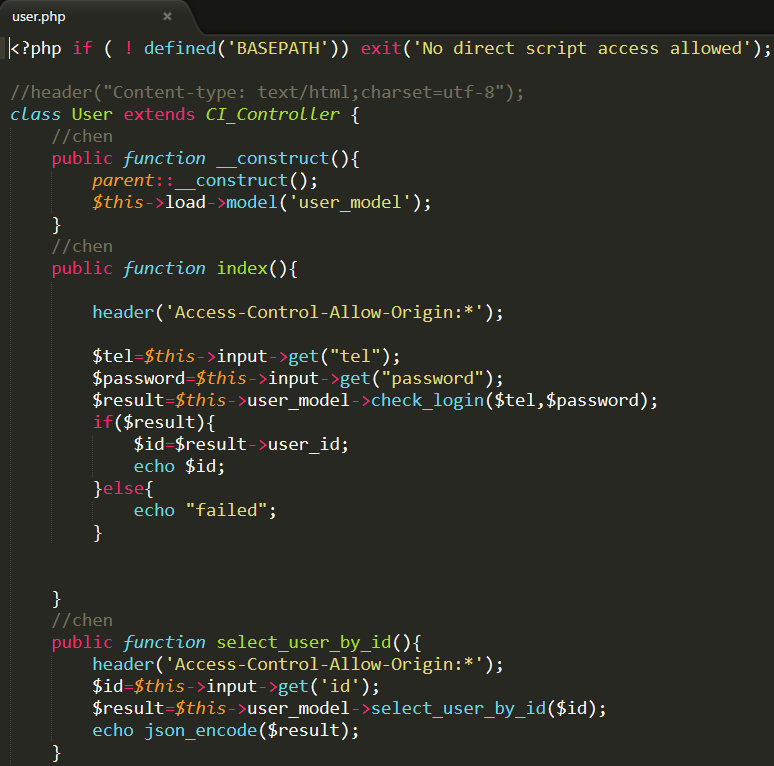 user.php
<?php if ( ! defined('BASEPATH')) exit('No direct script access allowed');
//header("Content-type: text/html;charset=utf-8");
class User extends CI_Controller {
//chen
public function __construct(){
parent::__construct();
$this->load->model('user_model');
}
//chen
public function index(){
header('Access-Control-Allow-Origin:*');
$tel=$this->input->get("tel");
$password=$this->input->get("password");
$result=$this->user_model->check_login($tel,$password);
if($result){
$id=$result->user_id;
echo $id;
}else{
echo "failed";
}
}
//chen
public function select_user_by_id(){
header('Access-Control-Allow-Origin:*');
$id=$this->input->get('id');
$result=$this->user_model->select_user_by_id($id);
echo json_encode($result);
}